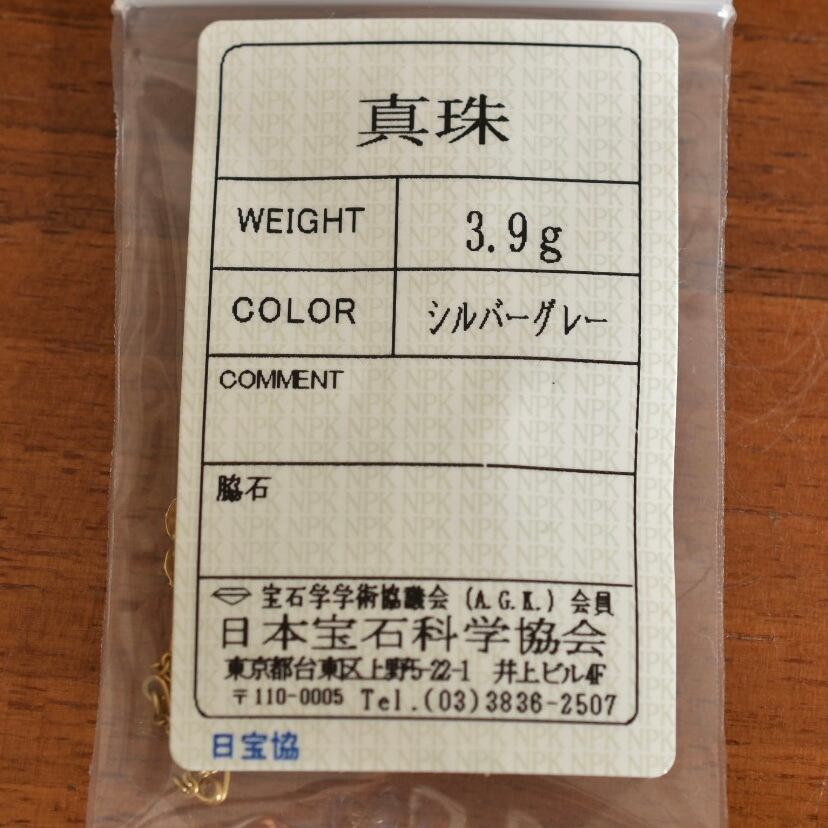 真珠
WEIGHT 3.9g
COLOR シルバーグレー
COMMENT
脇石
宝石学学術協議会 (A.G.K.) 会員
日本宝石科学協会
東京都台東区上野5-22-1 井上ビル4F
〒110-0005 Tel.(03)3836-2507
日宝協